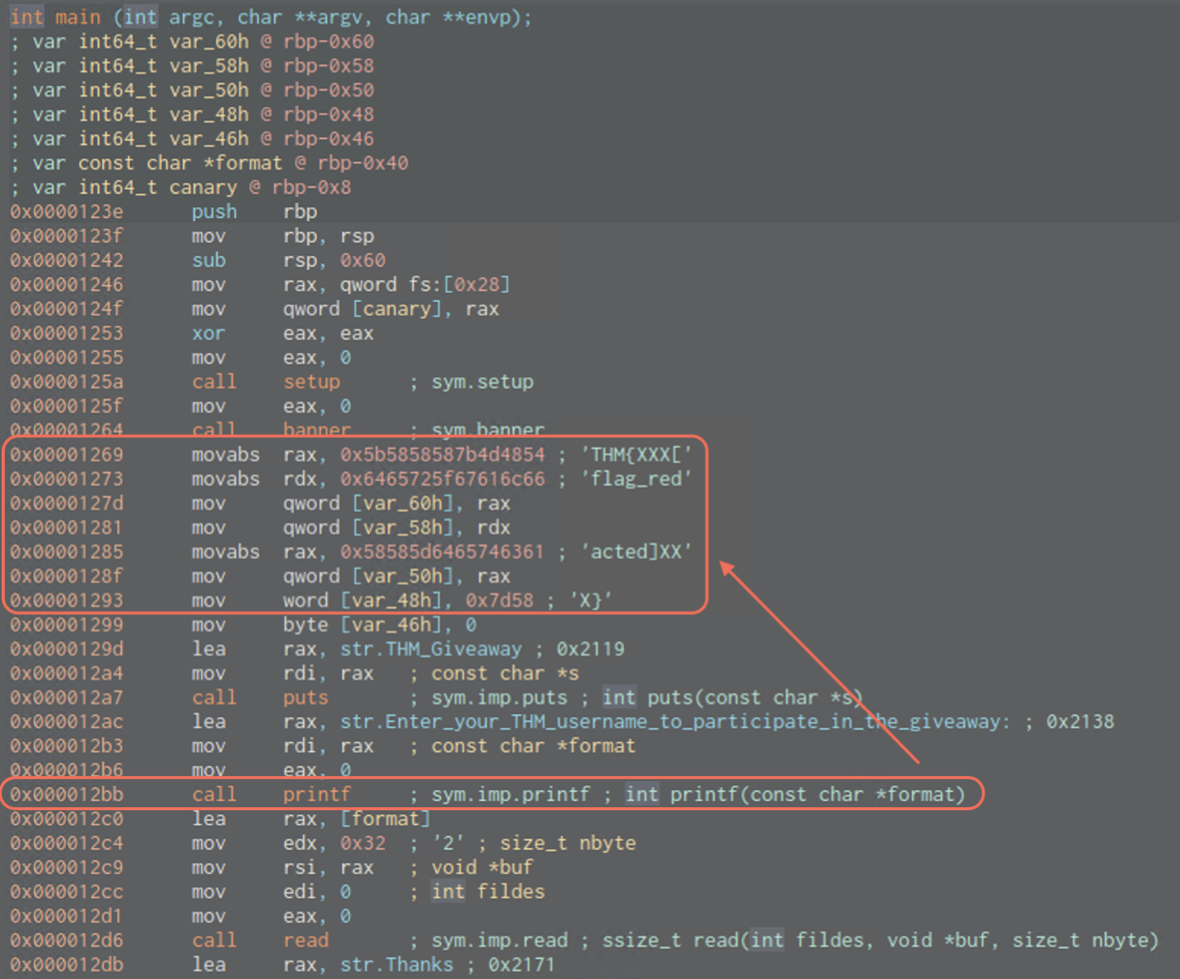 int main (int argc, char **argv, char **envp);
; var int64_t var_60h @ rbp-0x60
; var int64_t var_58h @ rbp-0x58
; var int64_t var_50h @ rbp-0x50
; var int64_t var_48h @ rbp-0x48
; var int64_t var_46h @ rbp-0x46
; var const char *format @ rbp-0x40
; var int64_t canary @ rbp-0x8
0x0000123e push rbp
0x0000123f mov rbp, rsp
0x00001242 sub rsp, 0x60
0x00001246 mov rax, qword fs:[0x28]
0x0000124f mov qword [canary], rax
0x00001253 xor eax, eax
0x00001255 mov eax, 0
0x0000125a call setup ; sym.setup
0x0000125f mov eax, 0
0x00001264 call banner ; sym.banner
0x00001269 movabs rax, 0x5b5858587b4d4854 ; 'THM{XXX['
0x00001273 movabs rdx, 0x6465725f67616c66 ; 'flag_red'
0x0000127d mov qword [var_60h], rax
0x00001281 mov qword [var_58h], rdx
0x00001285 movabs rax, 0x58585d6465746361 ; 'acted]XX'
0x0000128f mov qword [var_50h], rax
0x00001293 mov word [var_48h], 0x7d58 ; 'X}'
0x00001299 mov byte [var_46h], 0
0x0000129d lea rax, str.THM_Giveaway ; 0x2119
0x000012a4 mov rdi, rax ; const char *s
0x000012a7 call puts ; sym.imp.puts ; int puts(const char *s)
0x000012ac lea rax, str.Enter_your_THM_username_to_participate_in_the_giveaway: ; 0x2138
0x000012b3 mov rdi, rax ; const char *format
0x000012b6 mov eax, 0
0x000012bb call printf ; sym.imp.printf ; int printf(const char *format)
0x000012c0 lea rax, [format]
0x000012c4 mov edx, 0x32 ; '2' ; size_t nbyte
0x000012c9 mov rsi, rax ; void *buf
0x000012cc mov edi, 0 ; int fildes
0x000012d1 mov eax, 0
0x000012d6 call read ; sym.imp.read ; ssize_t read(int fildes, void *buf, size_t nbyte)
0x000012db lea rax, str.Thanks ; 0x2171